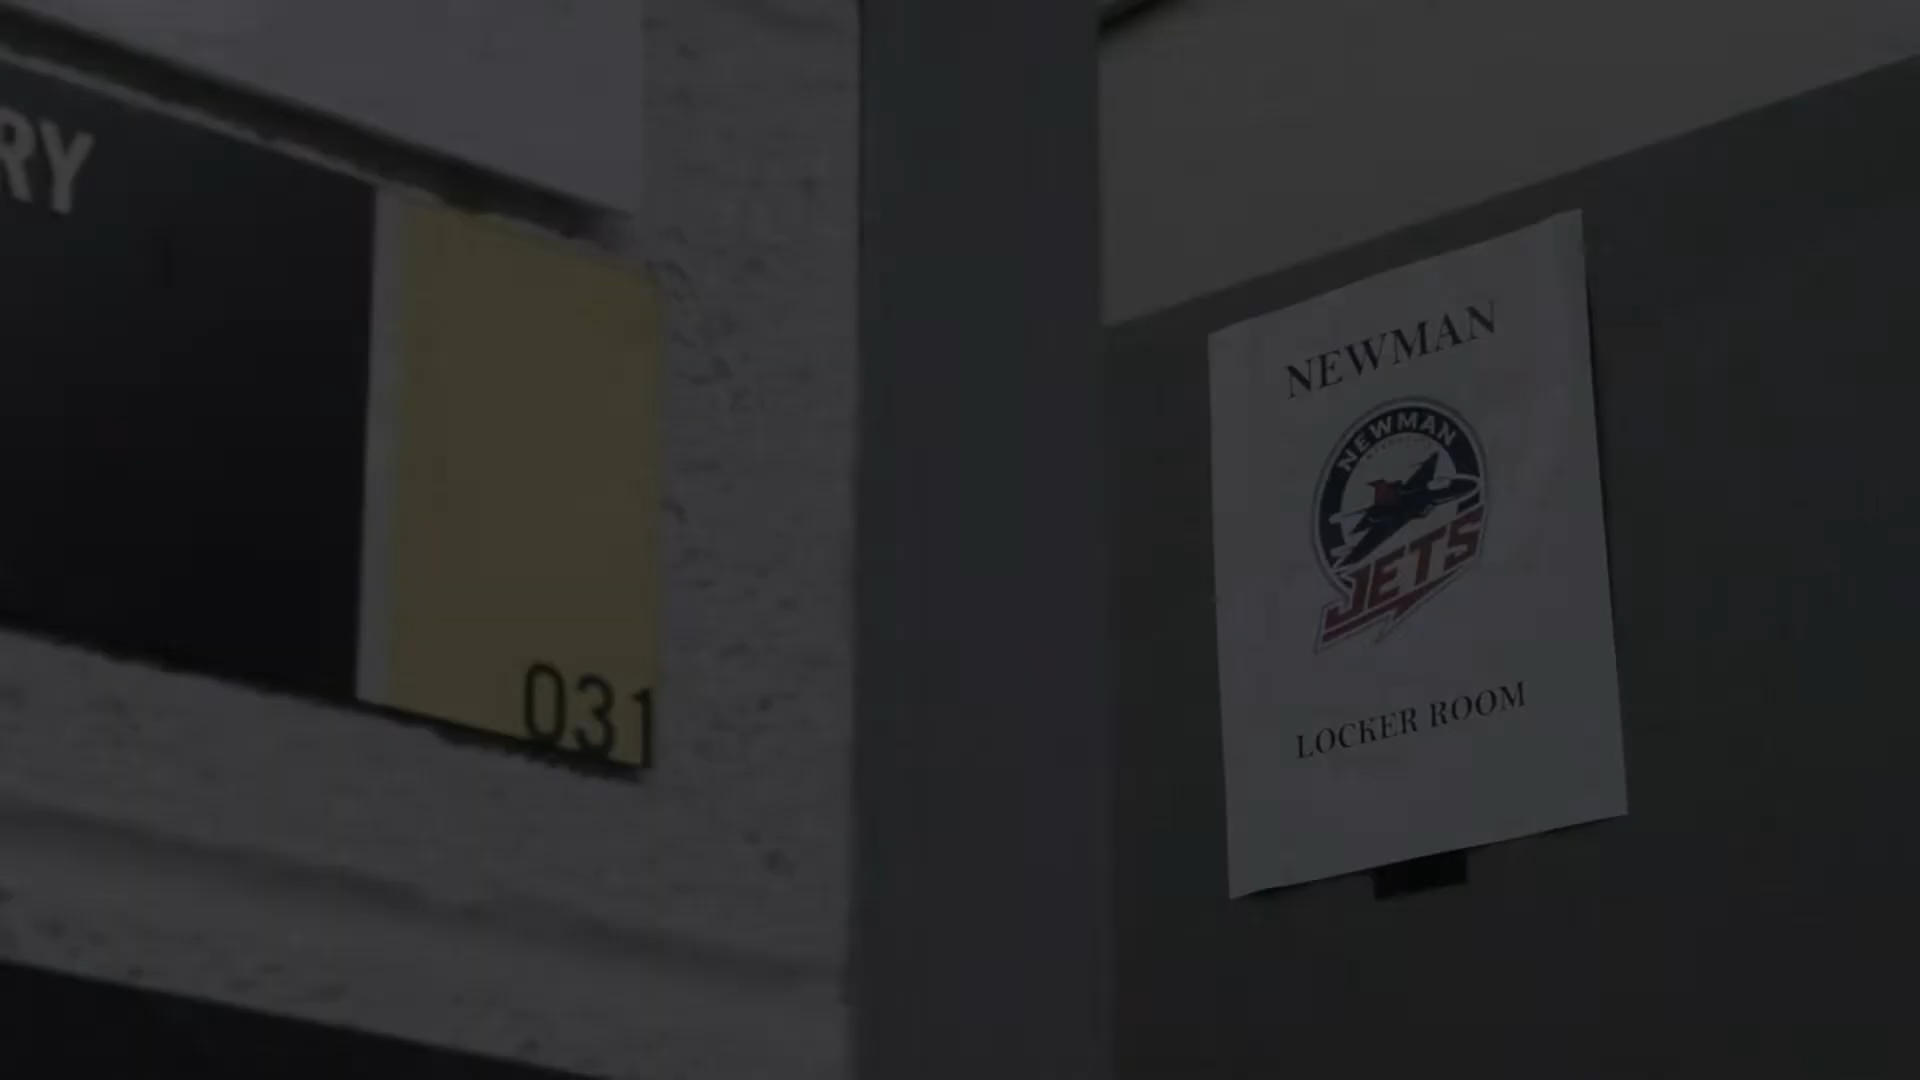 RY
031
NEWMAN
NEWMAN
JETS
LOCKER ROOM